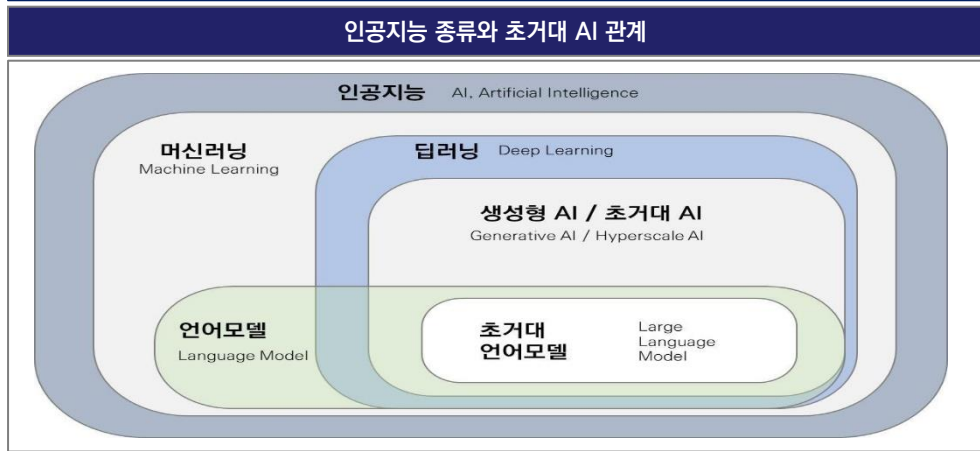 인공지능 종류와 초거대 AI 관계
인공지능 AI, Artificial Intelligence
머신러닝
Machine Learning
딥러닝 Deep Learning
생성형 AI / 초거대 AI
Generative AI / Hyperscale AI
언어모델
Language Model
초거대
언어모델
Large
Language
Model